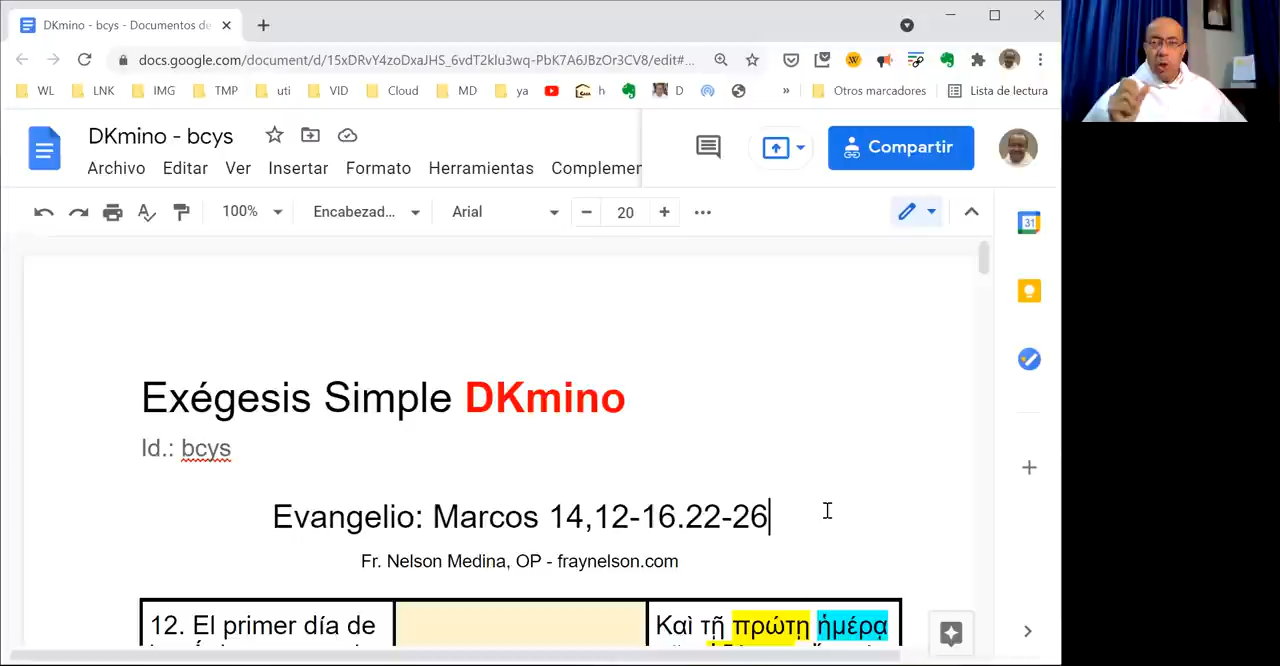 DKmino - bcys - Documentos de
docs.google.com/document/d/15xDRvY4zoDxaJHS_0vdT2klu3wq-PbK7A6JBzOr3CV8/edit#...
WL LNK IMG TMP uti VID Cloud MD ya h D » Otros marcadores Lista de lectura
DKmino - bcys
Compartir
Archivo Editar Ver Insertar Formato Herramientas Complemen
100% Encabezad... Arial 20
31
Exégesis Simple DKmino
Id.: bcys
Evangelio: Marcos 14,12-16.22-26
Fr. Nelson Medina, OP - fraynelson.com
12. El primer día de
Καὶ τῇ πρώτῃ ἡμέρᾳ